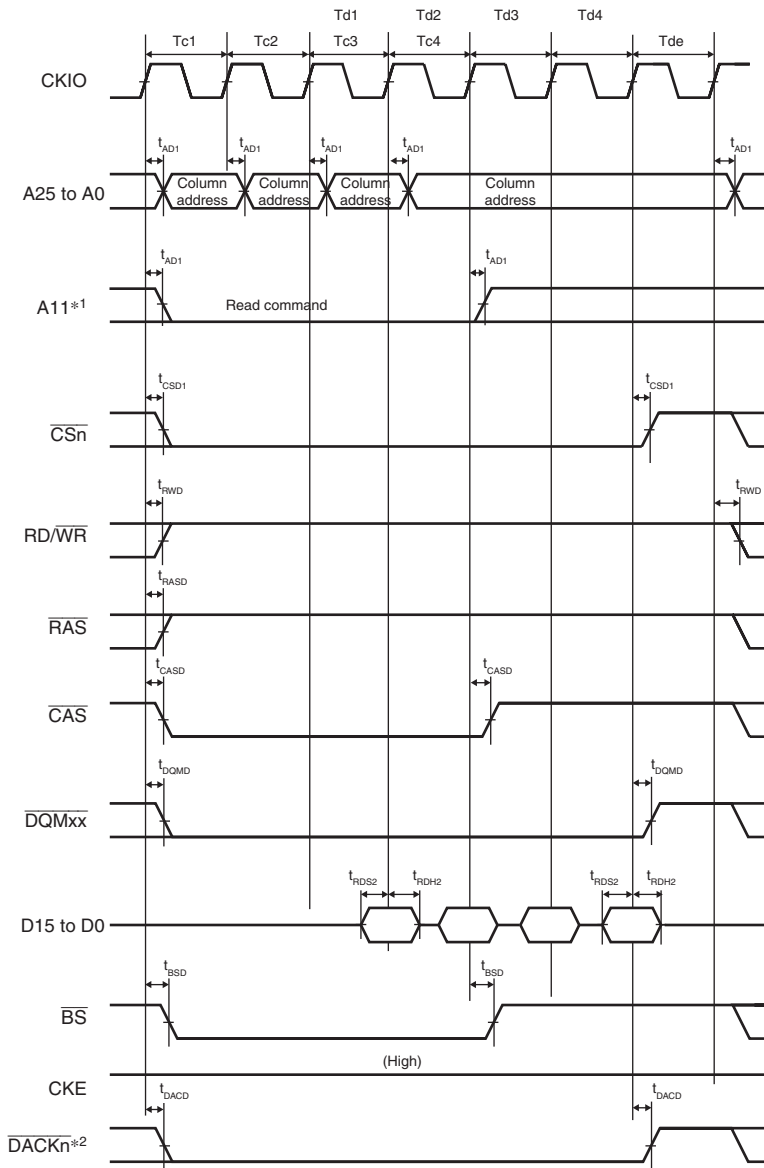 Td1 Td2 Td3 Td4
Tc1 Tc2 Tc3 Tc4 Tde
CKIO
tAD1 tAD1 tAD1 tAD1 tAD1
A25 to A0
Column address
Column address
Column address
Column address
tAD1 tAD1
A11*1
Read command
tCSD1 tCSD1
CSn
tRWD tRWD
RD/WR
tRASD
RAS
tCASD tCASD
CAS
tDQMD tDQMD
DQMxx
tRDS2 tRDH2 tRDS2 tRDH2
D15 to D0
tBSD tBSD
BS
(High)
CKE
tDACD tDACD
DACKn*2